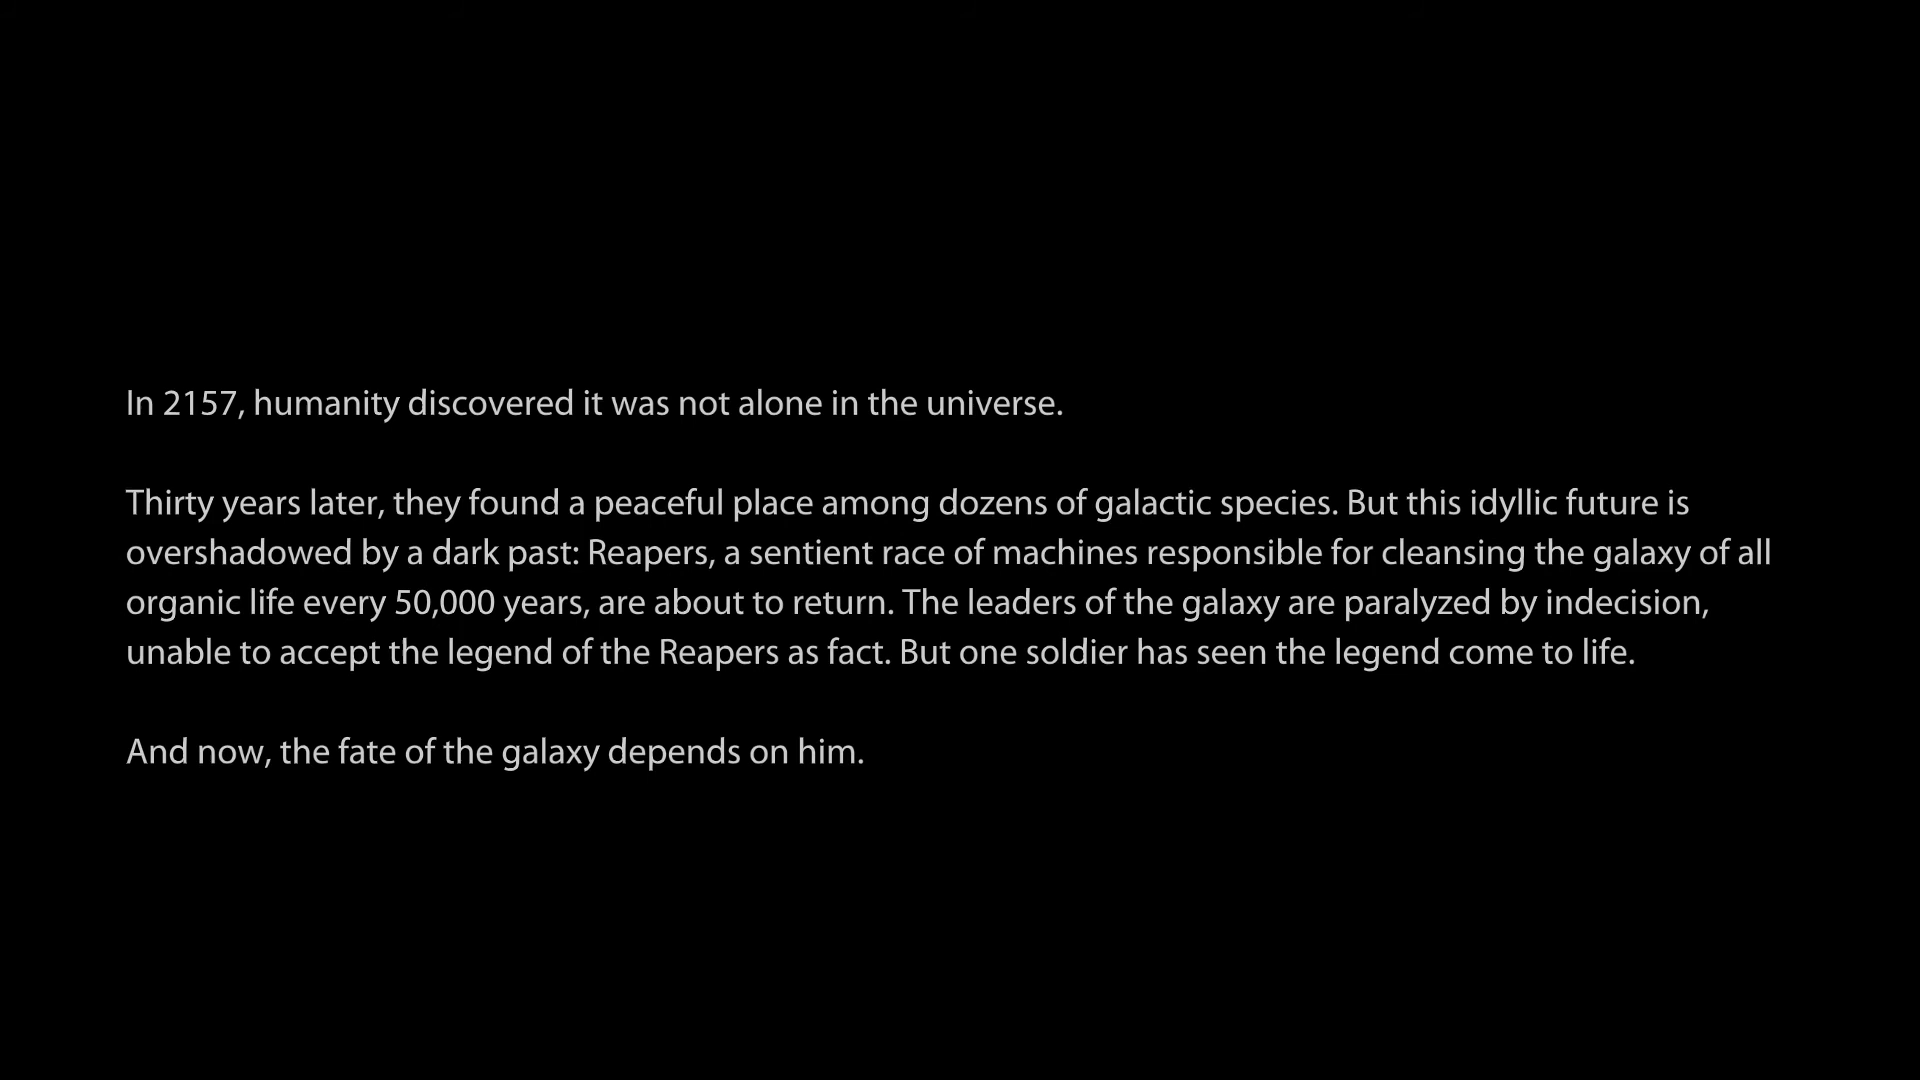 In 2157, humanity discovered it was not alone in the universe.
Thirty years later, they found a peaceful place among dozens of galactic species. But this idyllic future is
overshadowed by a dark past: Reapers, a sentient race of machines responsible for cleansing the galaxy of all
organic life every 50,000 years, are about to return. The leaders of the galaxy are paralyzed by indecision,
unable to accept the legend of the Reapers as fact. But one soldier has seen the legend come to life.
And now, the fate of the galaxy depends on him.